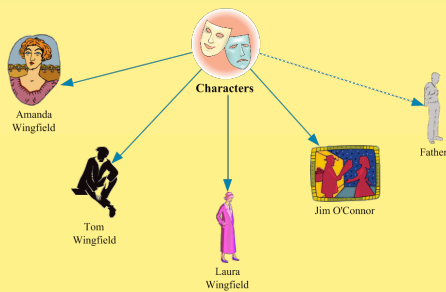 Characters
Amanda
Wingfield
Tom
Wingfield
Laura
Wingfield
Jim O'Connor
Father